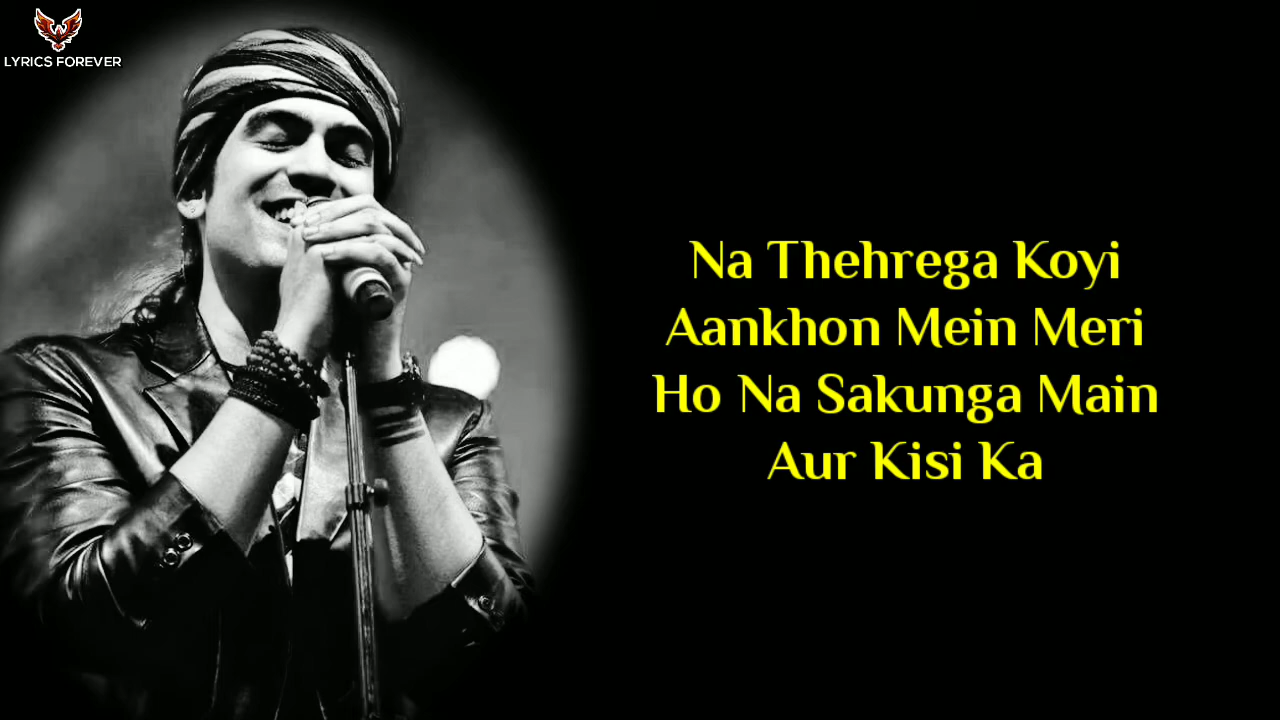 LYRICS FOREVER
Na Thehrega Koyi
Aankhon Mein Meri
Ho Na Sakunga Main
Aur Kisi Ka